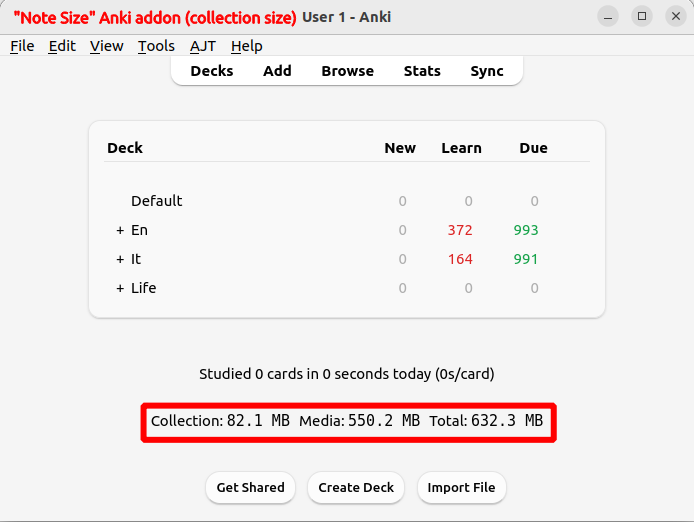 "Note Size" Anki addon (collection size) User 1 - Anki
File Edit View Tools AJT Help
Decks Add Browse Stats Sync
Deck New Learn Due
Default 0 0 0
+ En 0 372 993
+ It 0 164 991
+ Life 0 0 0
Studied 0 cards in 0 seconds today (0s/card)
Collection: 82.1 MB Media: 550.2 MB Total: 632.3 MB
Get Shared Create Deck Import File